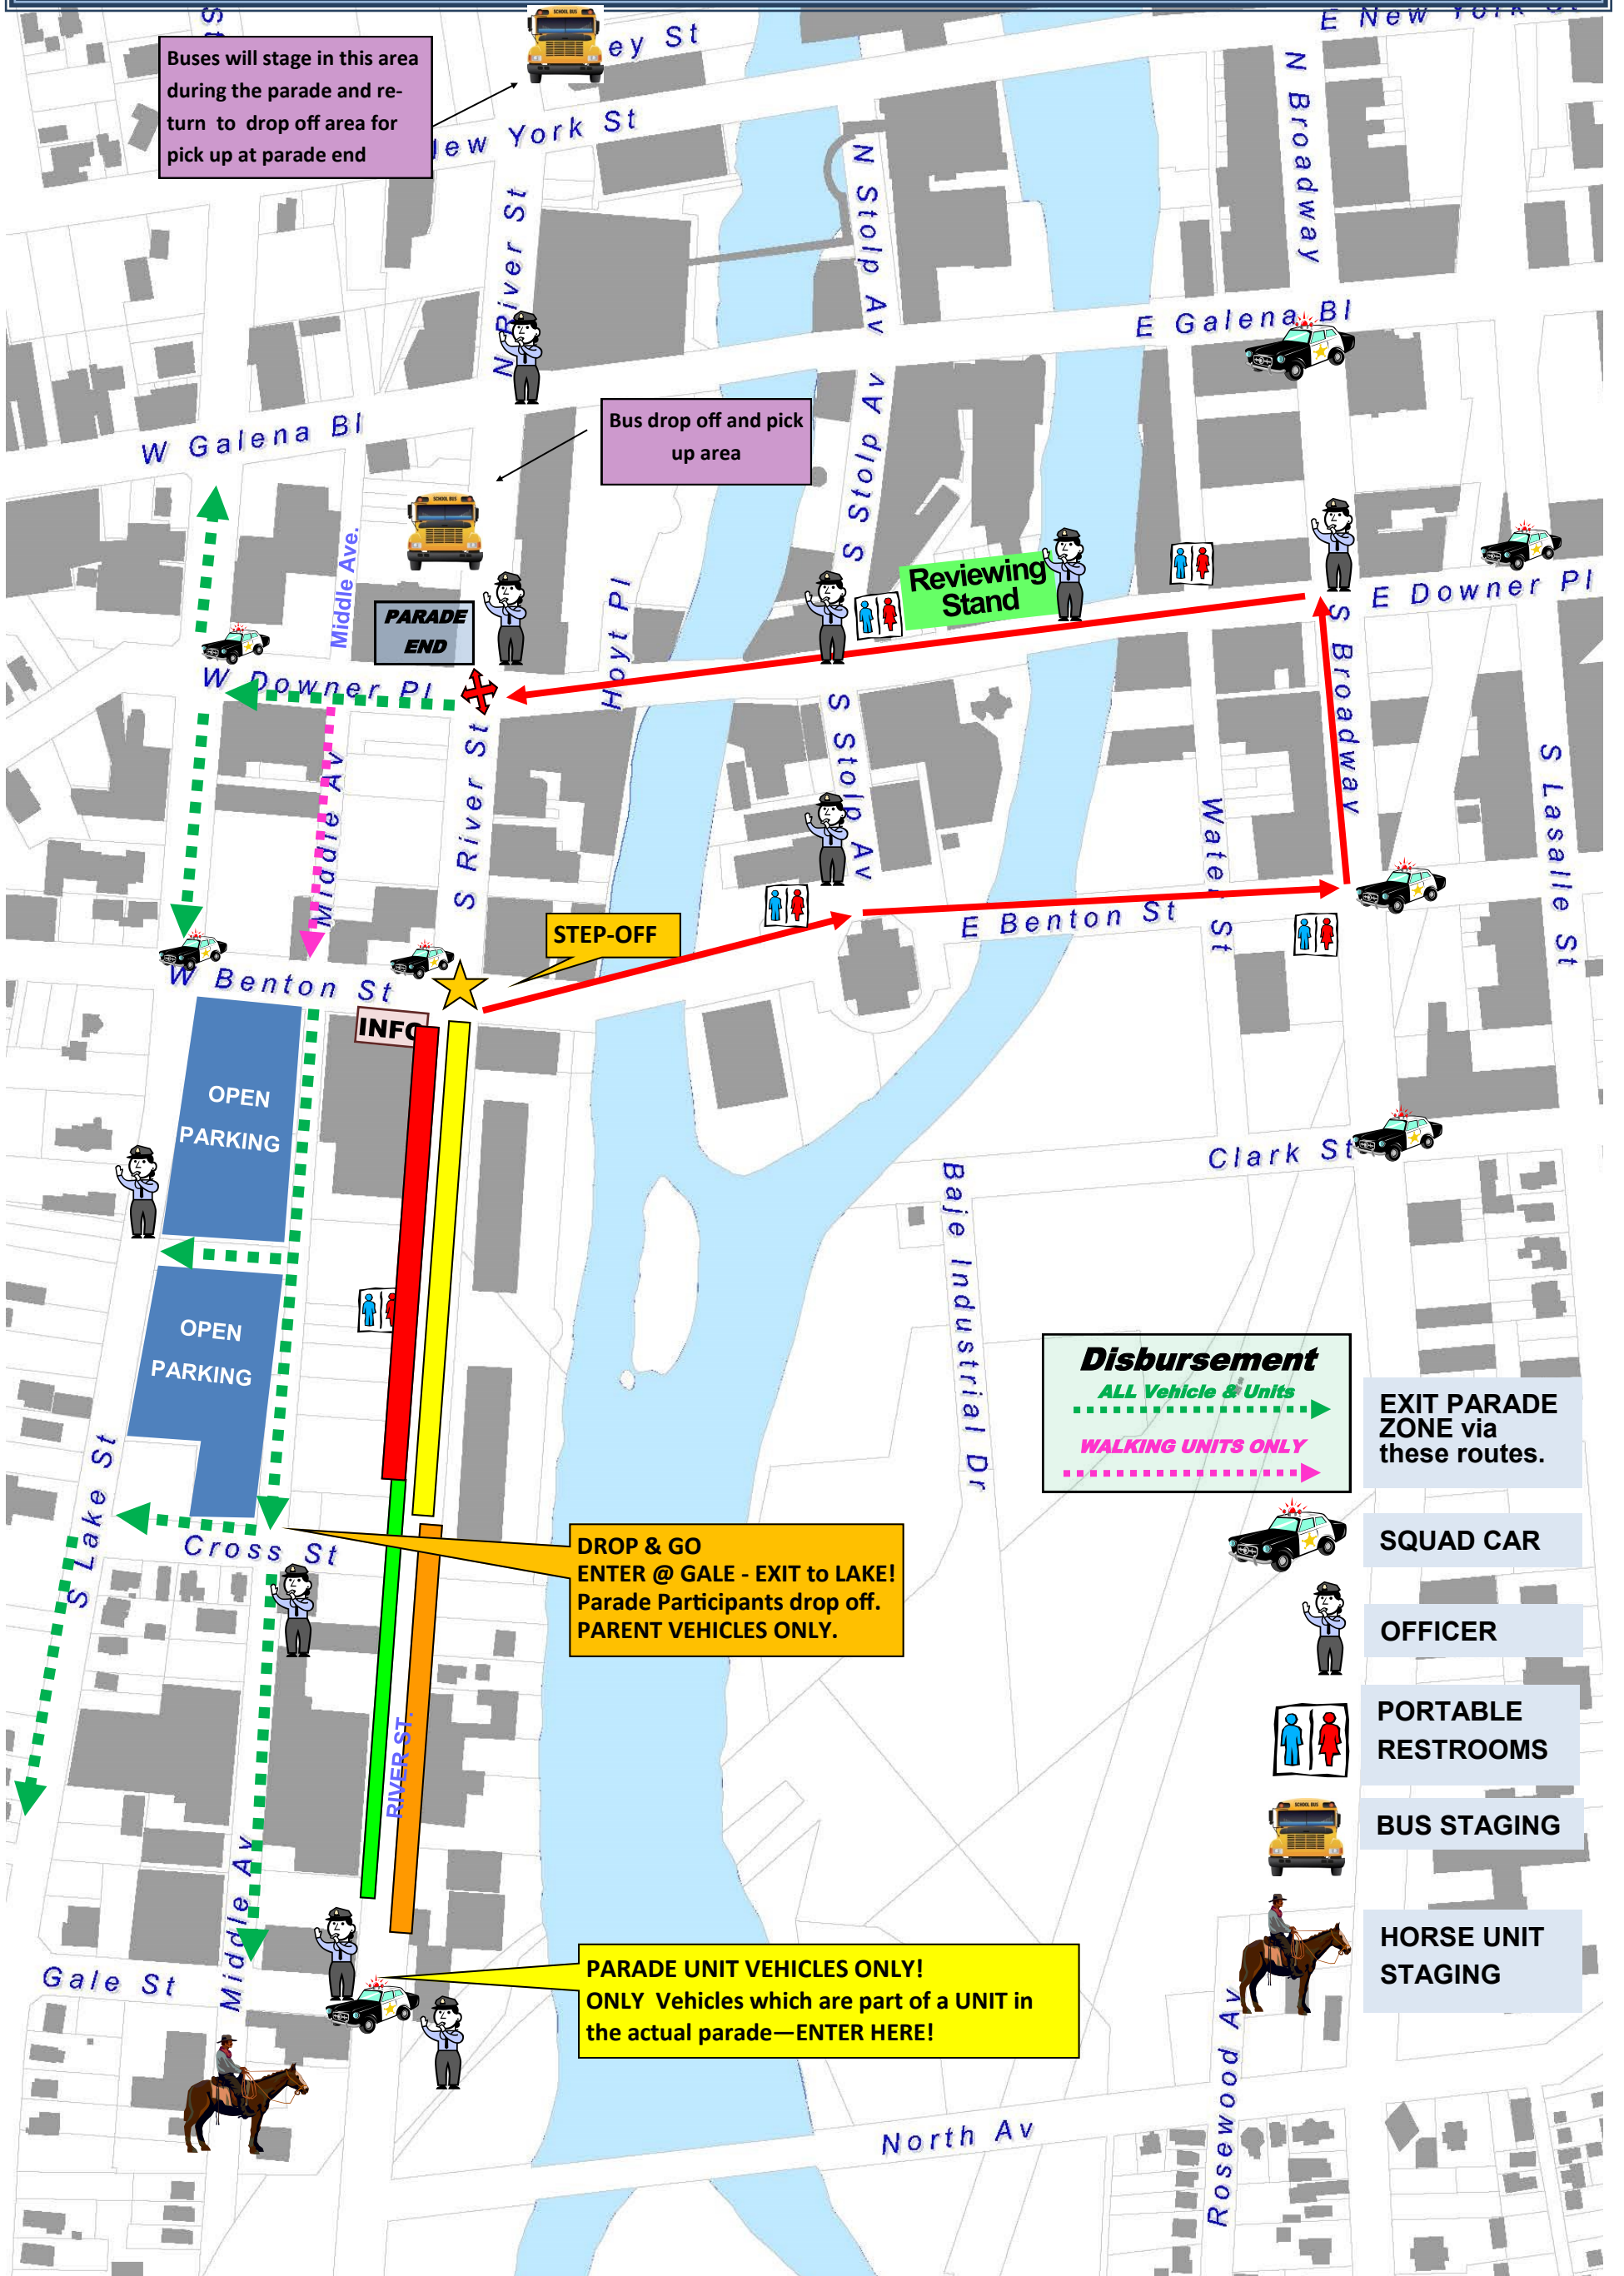 E New York St
St
SCHOOL BUS
ey St
Buses will stage in this area
during the parade and re-
turn to drop off area for
pick up at parade end
ew York St
N Broadway
N Stolp Av
N River St
E Galena Bl
W Galena Bl
Bus drop off and pick
up area
S Stolp Av
SCHOOL BUS
Middle Ave.
Reviewing
Stand
E Downer Pl
Hoyt Pl
PARADE
END
W Downer Pl
S Broadway
S River St
S Stolp Av
Middle Av
S Lasalle St
Water St
STEP-OFF
E Benton St
W Benton St
INFO
OPEN
PARKING
Clark St
Baje Industrial Dr
OPEN
PARKING
Disbursement
ALL Vehicle & Units
WALKING UNITS ONLY
EXIT PARADE
ZONE via
these routes.
S Lake St
Cross St
DROP & GO
ENTER @ GALE - EXIT to LAKE!
Parade Participants drop off.
PARENT VEHICLES ONLY.
SQUAD CAR
OFFICER
PORTABLE
RESTROOMS
RIVER ST.
SCHOOL BUS
BUS STAGING
Middle Av
HORSE UNIT
STAGING
Gale St
PARADE UNIT VEHICLES ONLY!
ONLY Vehicles which are part of a UNIT in
the actual parade—ENTER HERE!
Rosewood Av
North Av